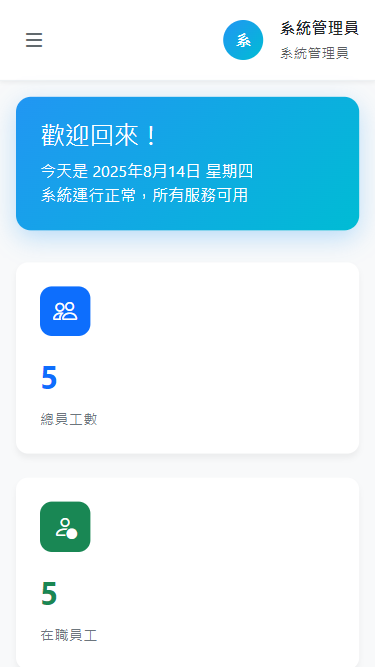 系
系統管理員
系統管理員
歡迎回來！
今天是 2025年8月14日 星期四
系統運行正常，所有服務可用
5
總員工數
5
在職員工